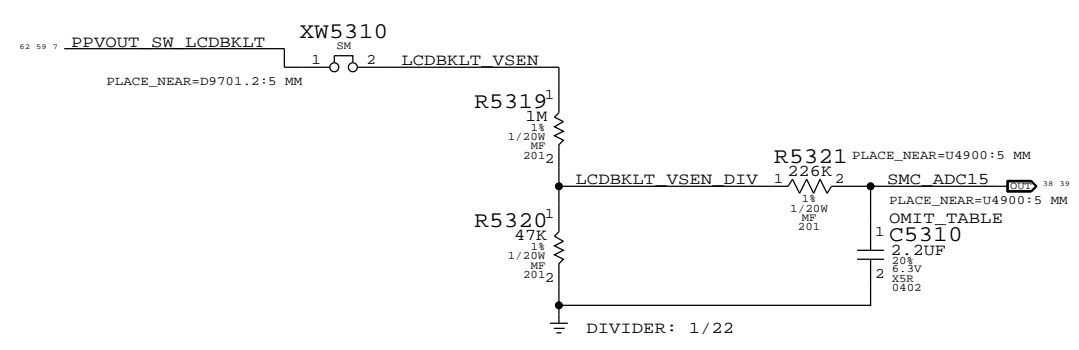 XW5310
SM
62 59 7 PPVOUT_SW_LCDBKLT
1 2 LCDBKLT_VSEN
PLACE_NEAR=D9701.2:5 MM
R5319 1
1M
1%
1/20W
MF
201 2
R5321 PLACE_NEAR=U4900:5 MM
226K
LCDBKLT_VSEN_DIV 1 2 SMC_ADC15 OUT 38 39
1%
1/20W
MF
201
PLACE_NEAR=U4900:5 MM
OMIT_TABLE
R5320 1
47K
1%
1/20W
MF
201 2
1 C5310
2.2UF
20%
6.3V
2 X5R
0402
DIVIDER: 1/22